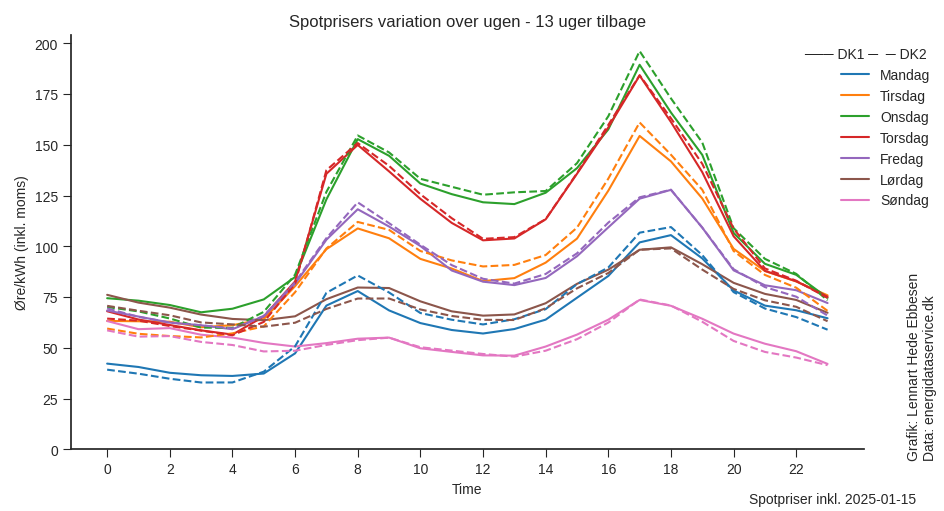 Spotprisers variation over ugen - 13 uger tilbage
Øre/kWh (inkl. moms)
200
175
150
125
100
75
50
25
0
0 2 4 6 8 10 12 14 16 18 20 22
Time
DK1 DK2
Mandag
Tirsdag
Onsdag
Torsdag
Fredag
Lørdag
Søndag
Grafik: Lennart Hede Ebbesen
Data: energidataservice.dk
Spotpriser inkl. 2025-01-15